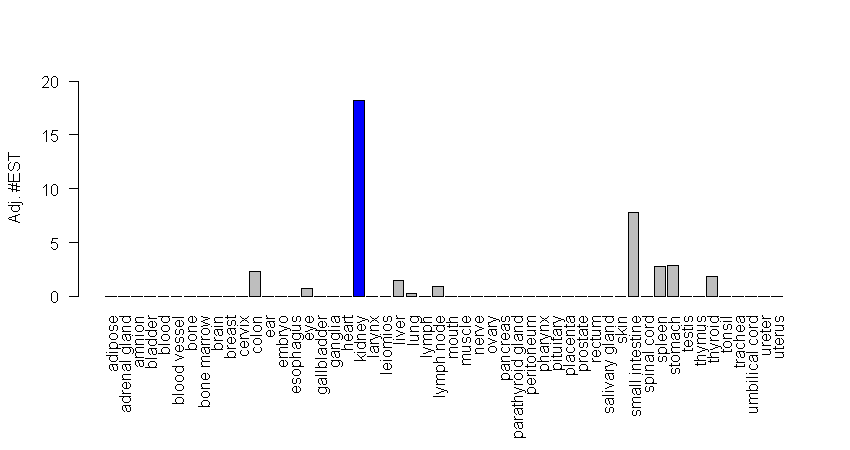 Adj. #EST
20
15
10
5
0
adipose
adrenal gland
amnion
bladder
blood
blood vessel
bone
bone marrow
brain
breast
cervix
colon
ear
embryo
esophagus
eye
gallbladder
ganglia
heart
kidney
larynx
leiomios
liver
lung
lymph
lymph node
mouth
muscle
nerve
ovary
pancreas
parathyroid gland
peritoneum
pharynx
pituitary
placenta
prostate
rectum
salivary gland
skin
small intestine
spinal cord
spleen
stomach
testis
thymus
thyroid
tonsil
trachea
umbilical cord
ureter
uterus